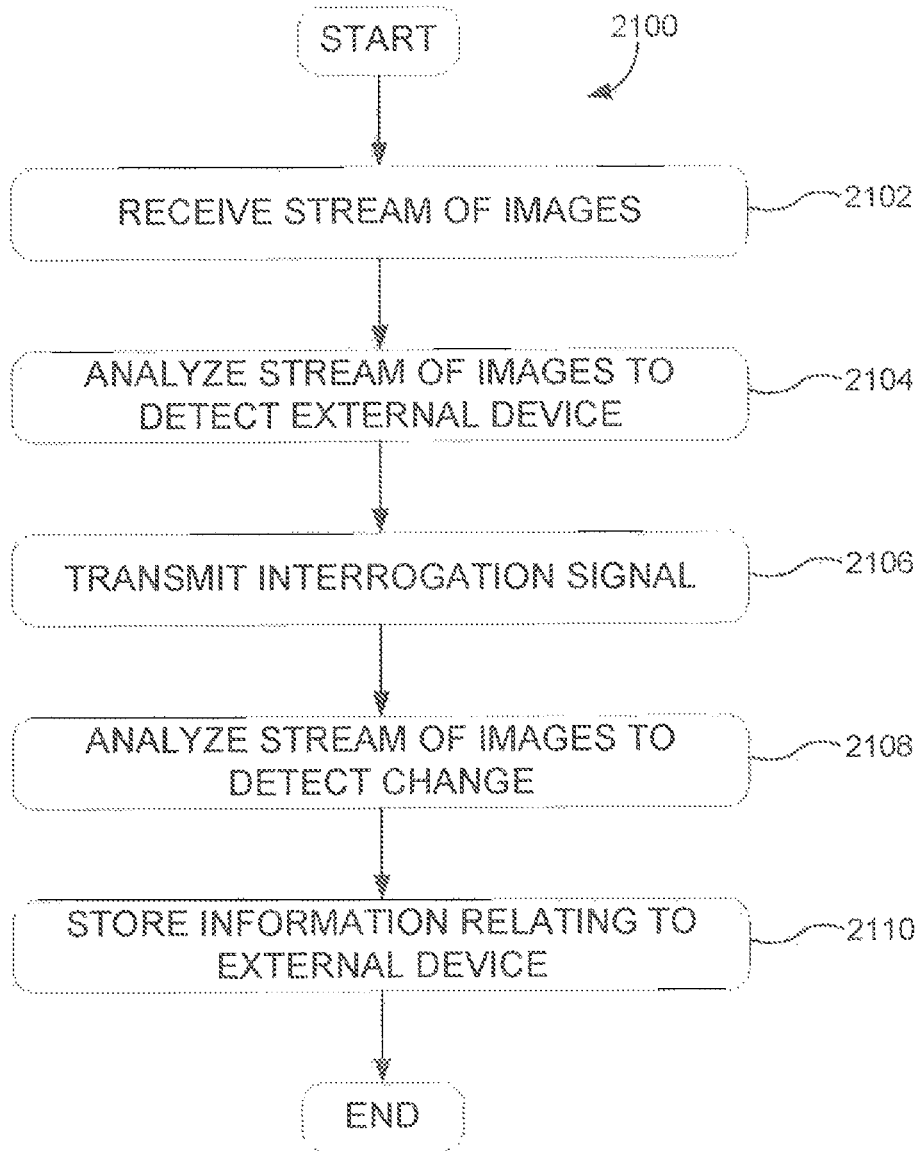 START
2100
RECEIVE STREAM OF IMAGES
2102
ANALYZE STREAM OF IMAGES TO
DETECT EXTERNAL DEVICE
2104
TRANSMIT INTERROGATION SIGNAL
2106
ANALYZE STREAM OF IMAGES TO
DETECT CHANGE
2108
STORE INFORMATION RELATING TO
EXTERNAL DEVICE
2110
END